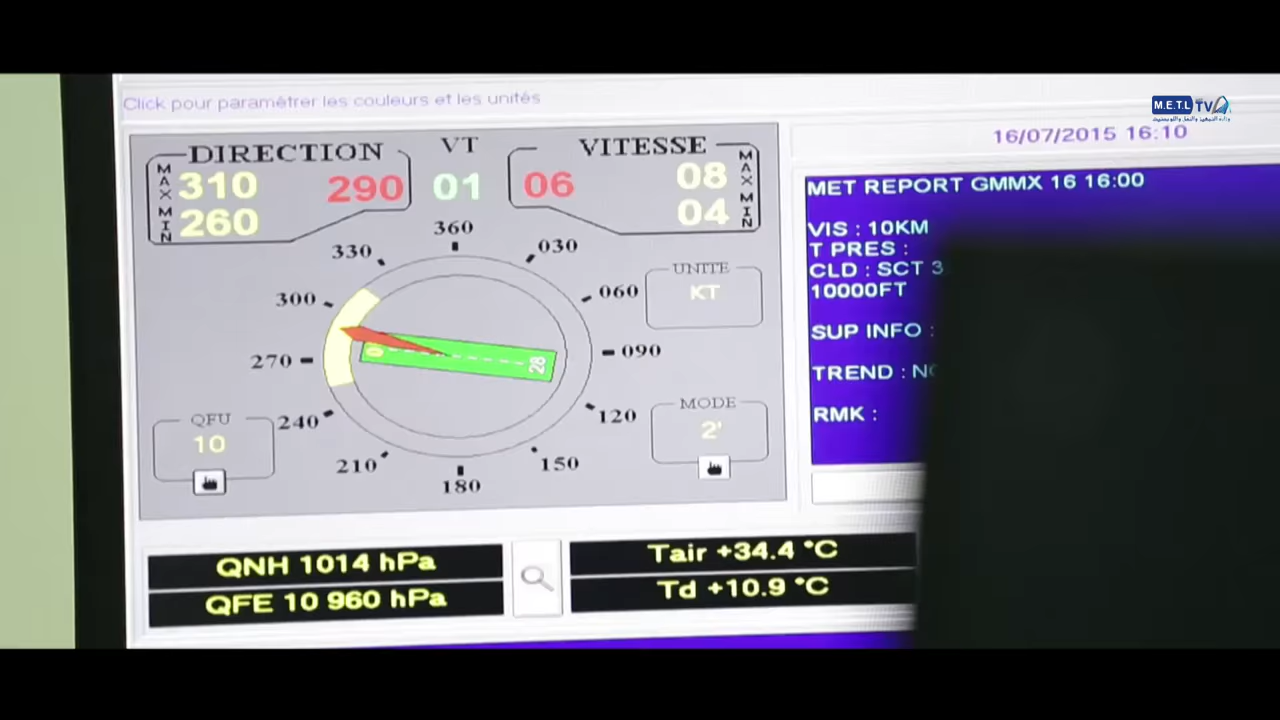 Click pour paramêtrer les couleurs et les unités
M.E.T.L TV
16/07/2015 16:10
DIRECTION
VT
VITESSE
MAX 310
290
01
06
08 MAX
MIN 260
04 MIN
360
330
030
300
060
270
090
240
120
210
150
180
UNITE
KT
28
QFU
10
MODE
2'
MET REPORT GMMX 16 16:00
VIS : 10KM
T PRES :
CLD : SCT 3
10000FT
SUP INFO :
TREND :
RMK :
QNH 1014 hPa
Tair +34.4 °C
QFE 10 960 hPa
Td +10.9 °C